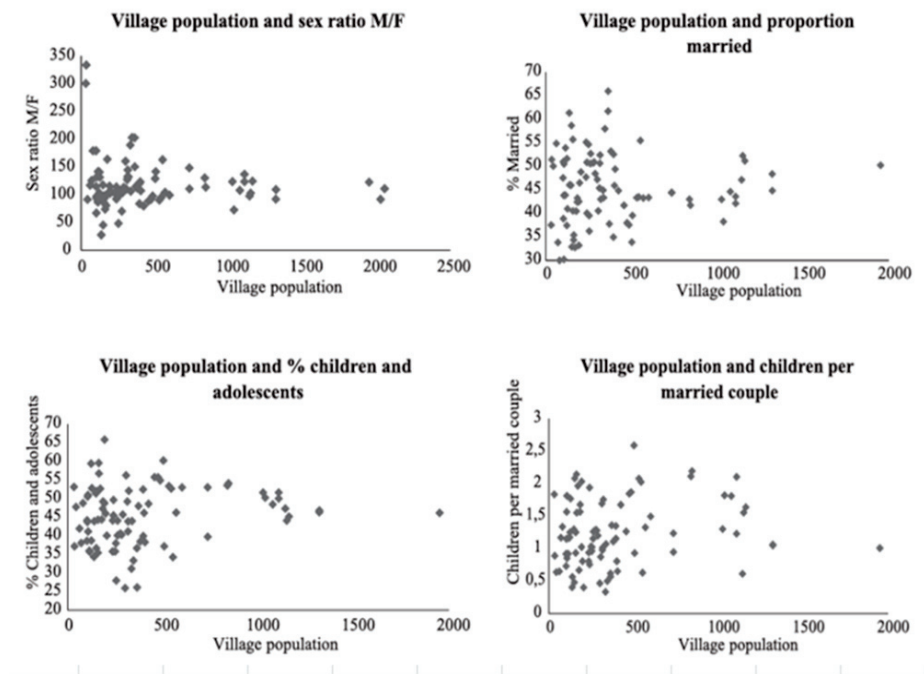 Village population and sex ratio M/F
Sex ratio M/F
350
300
250
200
150
100
50
0
0 500 1000 1500 2000 2500
Village population
Village population and proportion
married
% Married
70
65
60
55
50
45
40
35
30
0 500 1000 1500 2000
Village population
Village population and % children and
adolescents
% Children and adolescents
70
65
60
55
50
45
40
35
30
25
20
0 500 1000 1500 2000
Village population
Village population and children per
married couple
Children per married couple
3
2,5
2
1,5
1
0,5
0
0 500 1000 1500 2000
Village population